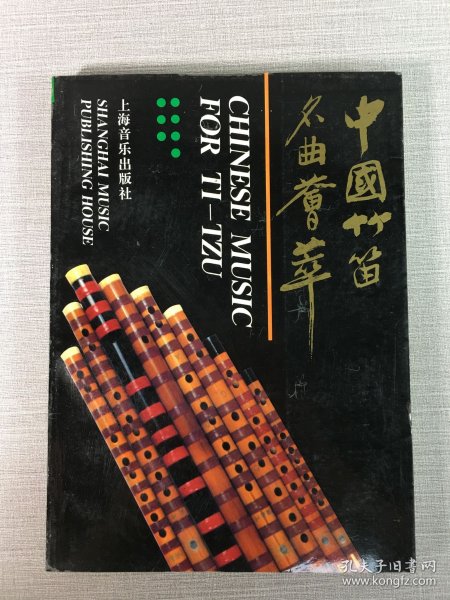 中國竹笛
名曲薈萃
CHINESE MUSIC
FOR TI-TZU
上海音乐出版社
SHANGHAI MUSIC
PUBLISHING HOUSE
孔夫子旧书网
www.kongfz.com